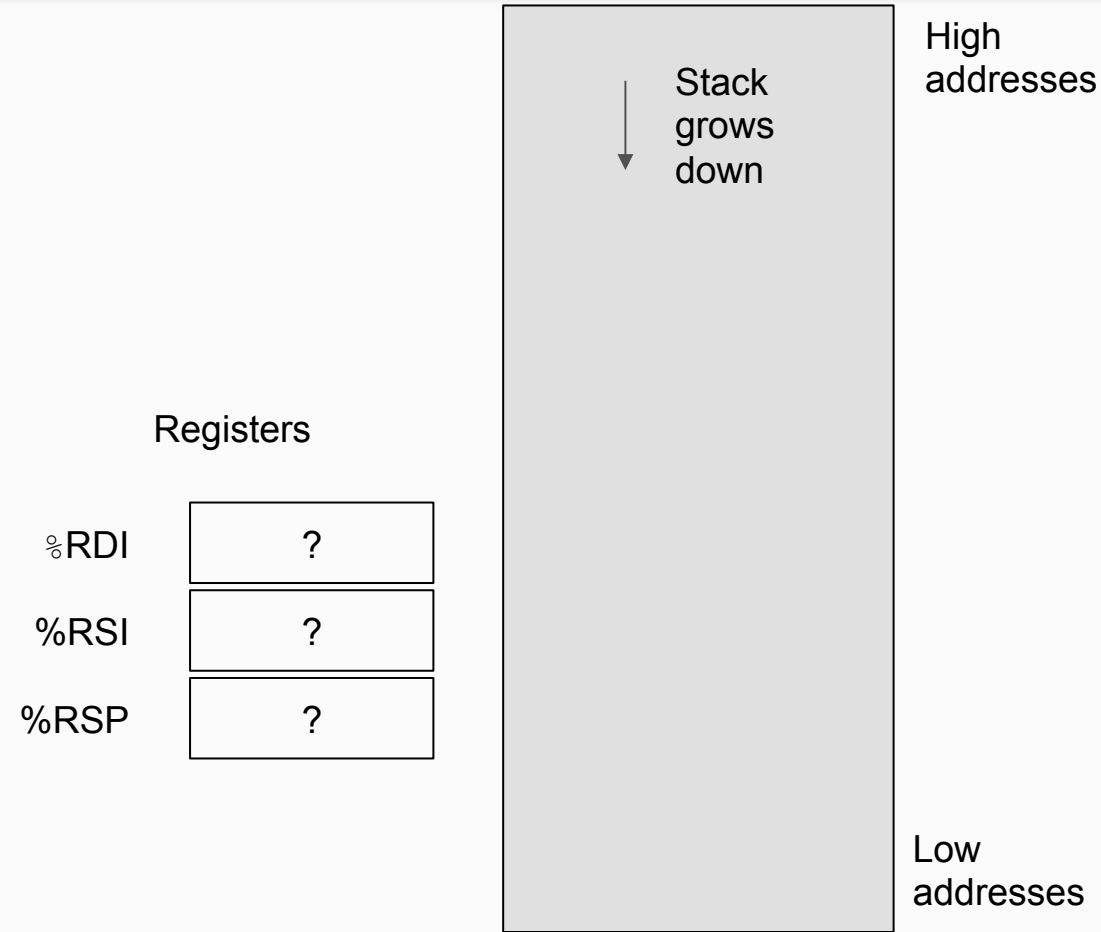 High
addresses
Stack
grows
down
Registers
%RDI
?
%RSI
?
%RSP
?
Low
addresses